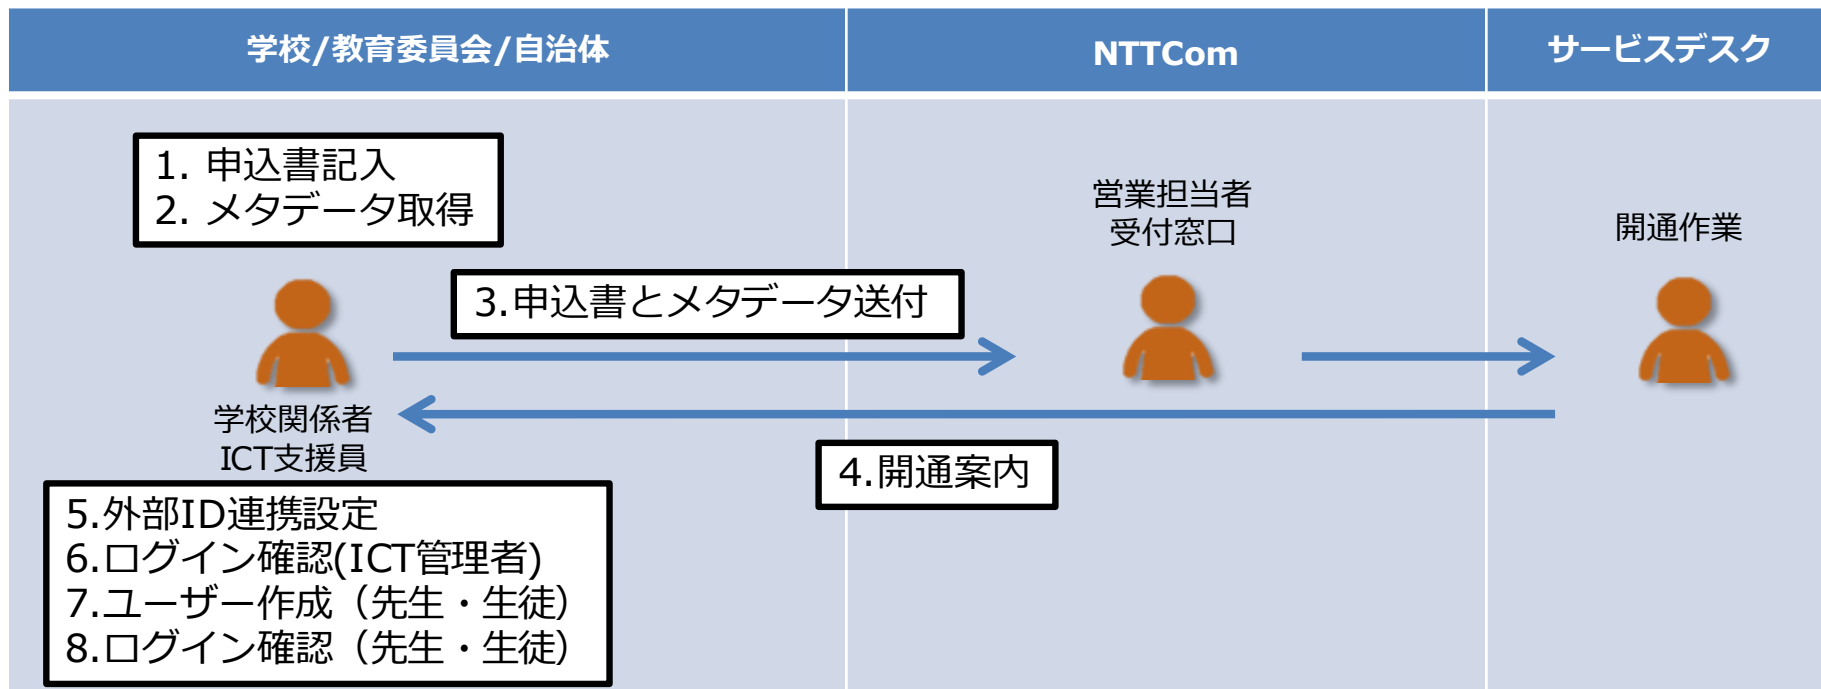 学校/教育委員会/自治体
NTTCom
サービスデスク
1. 申込書記入
2. メタデータ取得
営業担当者
受付窓口
開通作業
3.申込書とメタデータ送付
学校関係者
ICT支援員
4.開通案内
5.外部ID連携設定
6.ログイン確認(ICT管理者)
7.ユーザー作成（先生・生徒）
8.ログイン確認（先生・生徒）